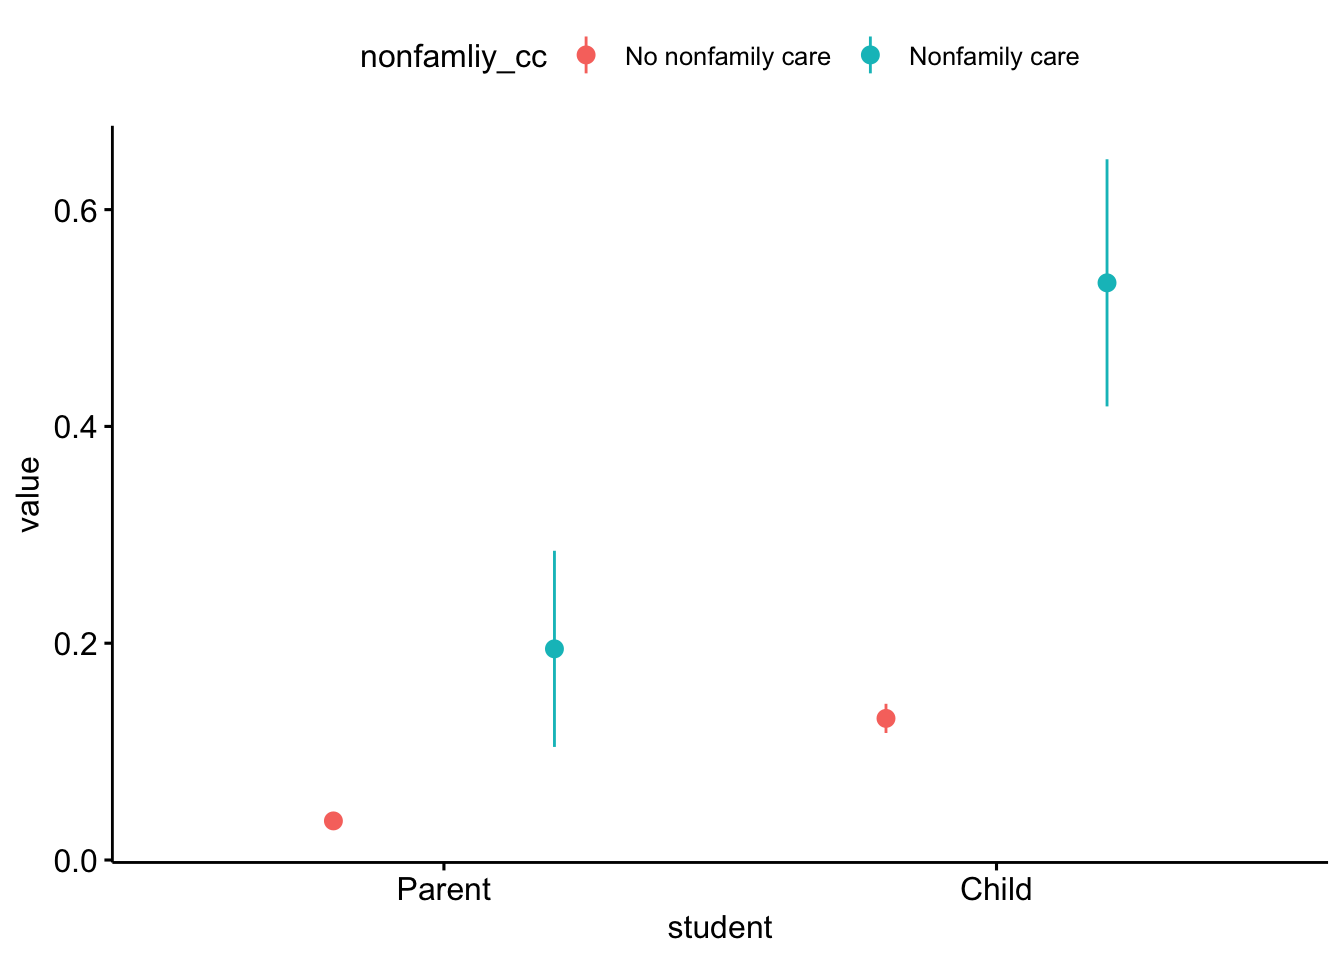 nonfamliy_cc No nonfamily care Nonfamily care
0.6
0.4
0.2
0.0
value
Parent Child
student